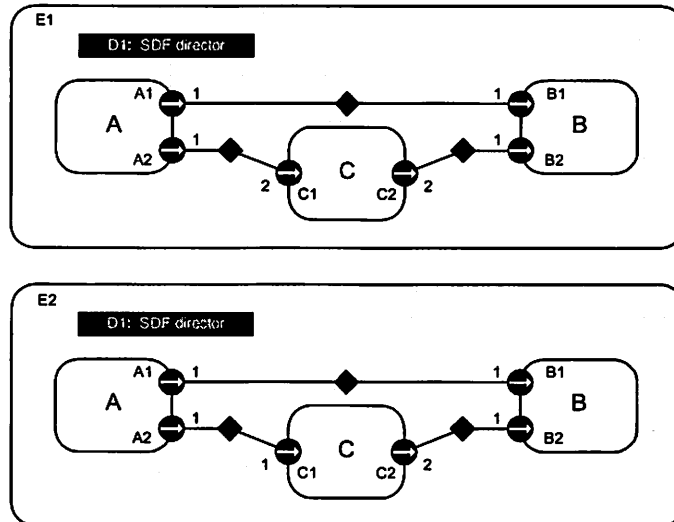 E1
D1: SDF director
A1 1 1 B1
A B
1 1
A2 C B2
2 C1 C2 2
E2
D1: SDF director
A1 1 1 B1
A B
1 1
A2 C B2
1 C1 C2 2